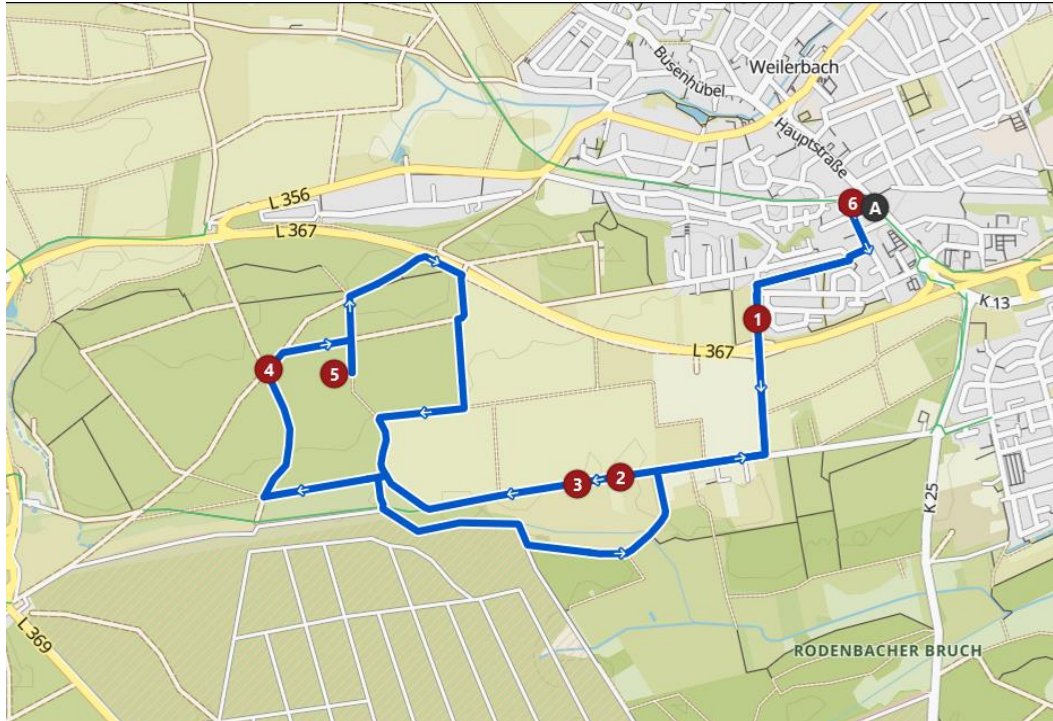 Weilerbach
Busenhübel
Hauptstraße
L 356
6
A
L 367
K 13
1
L 367
4
5
2
3
K 25
L 369
RODENBACHER BRUCH